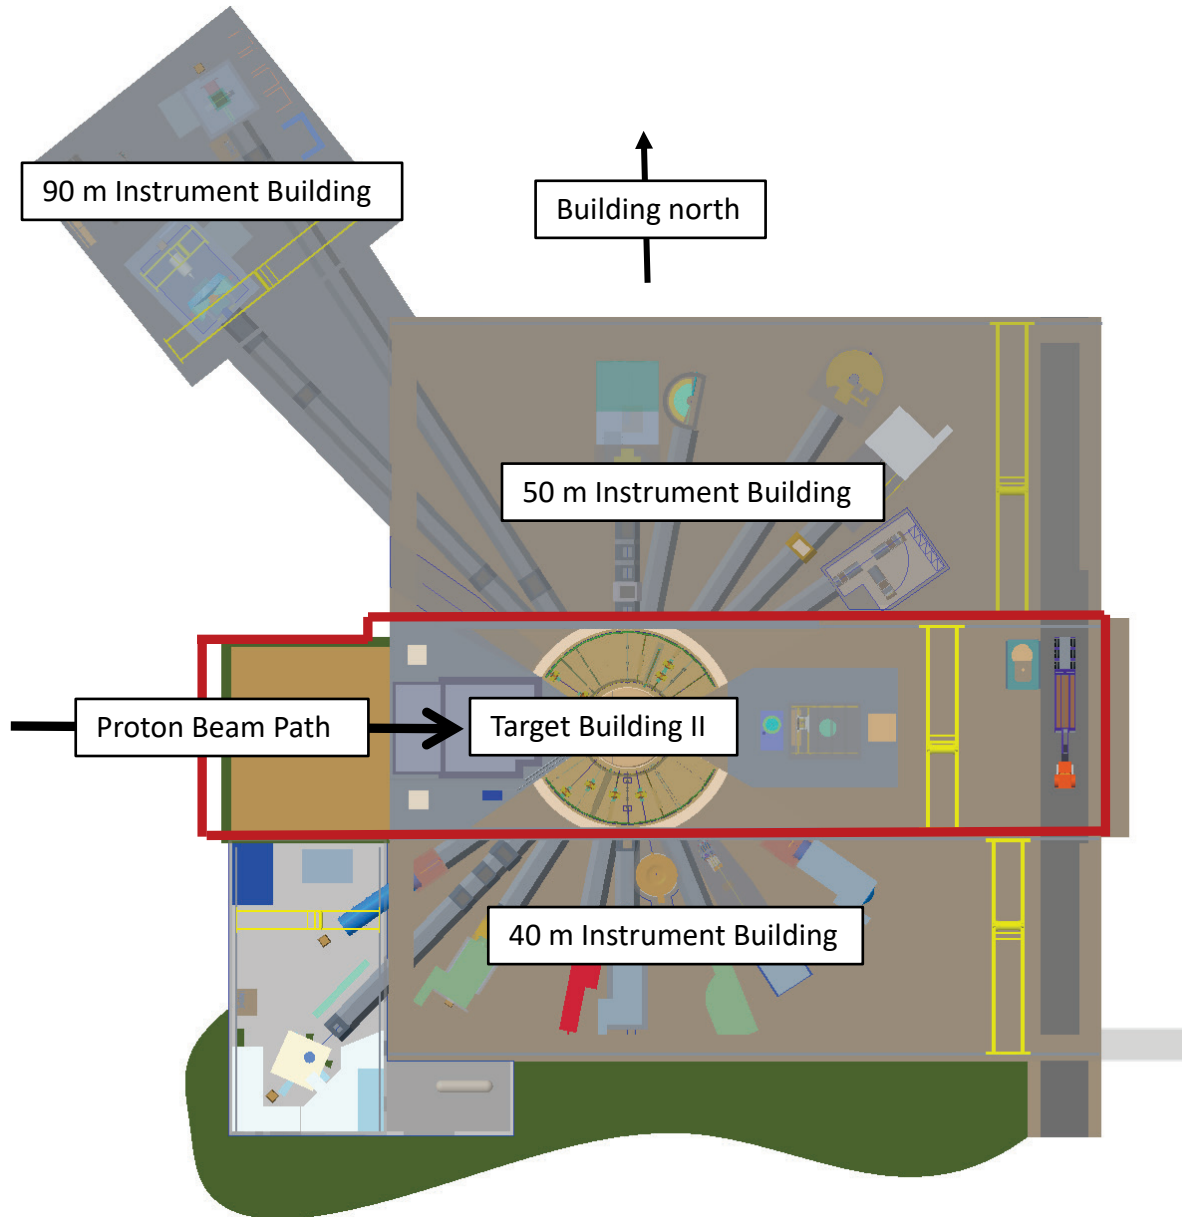 90 m Instrument Building
Building north
50 m Instrument Building
Proton Beam Path
Target Building II
40 m Instrument Building